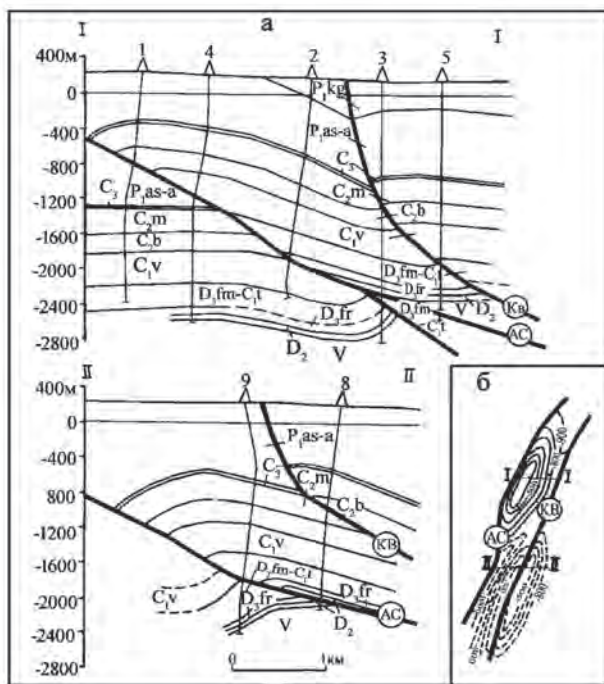 а
I I
1 4 2 3 5
400м
0
-400
-800
-1200
-1600
-2000
-2400
-2800
P₁kg
P₁as-a
C₃
C₂m
C₂b
C₁v
C₃ P₁as-a
C₂m
C₂b
C₁v
D₃fm-C₁t
D₃fr
D₃fm-C₁t
D₃fr
D₂ V
V D₂
D₃fm
C₁t
Кв
АС
II II
9 8
400м
0
-400
800
-1200
-1600
-2000
-2400
-2800
P₁as-a
C₃
C₂m
C₂b
C₁v
КВ
D₃fm-C₁t
C₁v
D₃fr
D₃fr
АС
V D₂
0 1км
б
I I
АС КВ
II II
-900